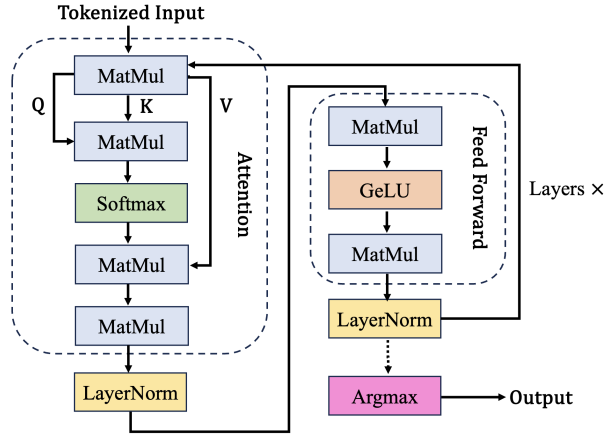 Tokenized Input
MatMul
Q
K
V
MatMul
Softmax
MatMul
MatMul
Attention
LayerNorm
MatMul
GeLU
MatMul
Feed Forward
LayerNorm
Layers ×
Argmax
Output